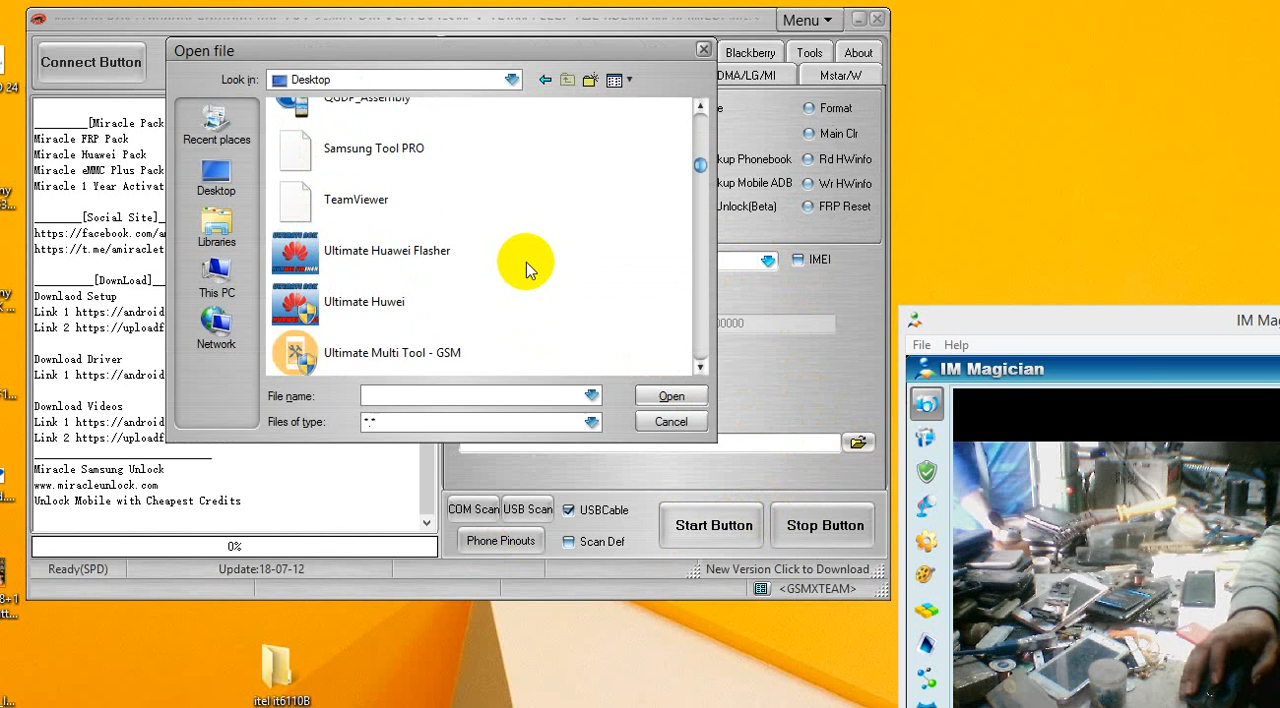 Menu
Connect Button
Open file
Look in:
Desktop
Blackberry
Tools
About
DMA/LG/MI
Mstar/W
Recent places
Desktop
Libraries
This PC
Network
QGDP_Assembly
Samsung Tool PRO
TeamViewer
Ultimate Huawei Flasher
Ultimate Huwei
Ultimate Multi Tool - GSM
File name:
Open
Files of type:
*.*
Cancel
_______[Miracle Pack
Miracle FRP Pack
Miracle Huawei Pack
Miracle eMMC Plus Pack
Miracle 1 Year Activat
______[Social Site]_
https://facebook.com/a
https://t.me/amiraclet
[DownLoad]
Downlaod Setup
Link 1 https://android
Link 2 https://uploadf
Download Driver
Link 1 https://android
Download Videos
Link 1 https://android
Link 2 https://uploadf
Miracle Samsung Unlock
www.miracleunlock.com
Unlock Mobile with Cheapest Credits
0%
Format
Main Clr
kup Phonebook
Rd HWinfo
kup Mobile ADB
Wr HWinfo
Unlock(Beta)
FRP Reset
IMEI
00000
COM Scan
USB Scan
USBCable
Start Button
Stop Button
Phone Pinouts
Scan Def
Ready(SPD)
Update:18-07-12
New Version Click to Download
<GSMXTEAM>
itel it6110B
IM Mag
File
Help
IM Magician